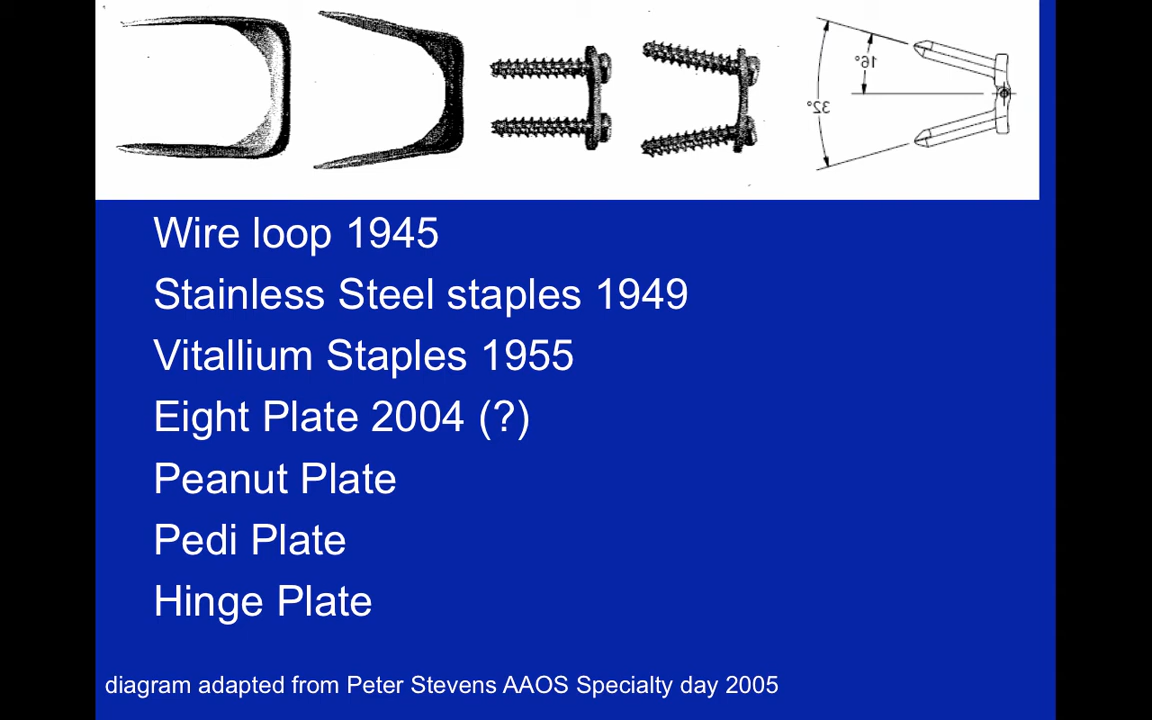 16°
32°
Wire loop 1945
Stainless Steel staples 1949
Vitallium Staples 1955
Eight Plate 2004 (?)
Peanut Plate
Pedi Plate
Hinge Plate
diagram adapted from Peter Stevens AAOS Specialty day 2005